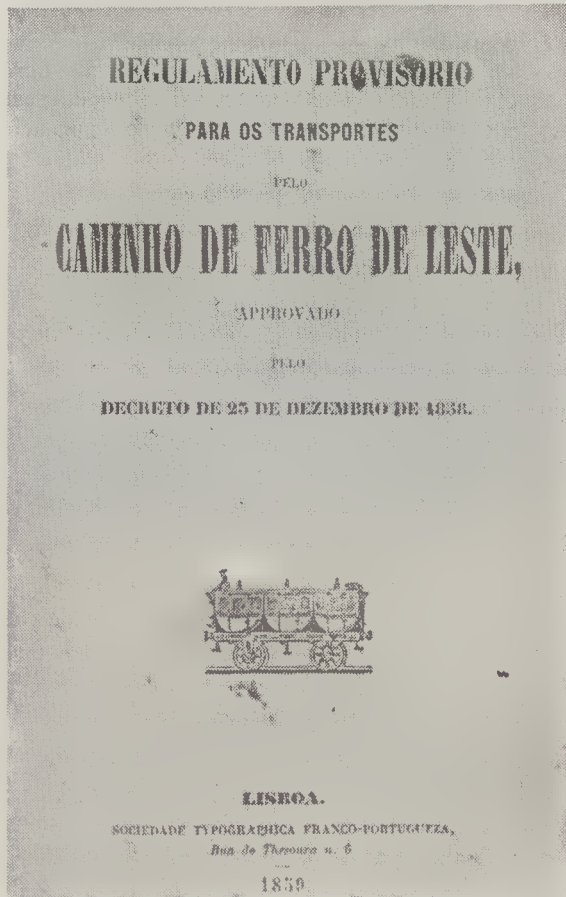 REGULAMENTO PROVISORIO
PARA OS TRANSPORTES
PELO
CAMINHO DE FERRO DE LESTE,
APPROVADO
PELO
DECRETO DE 25 DE DEZEMBRO DE 1858.
LISBOA.
SOCIEDADE TYPOGRAPHICA FRANCO-PORTUGUEZA,
Rua do Thesouro n. 6
1859